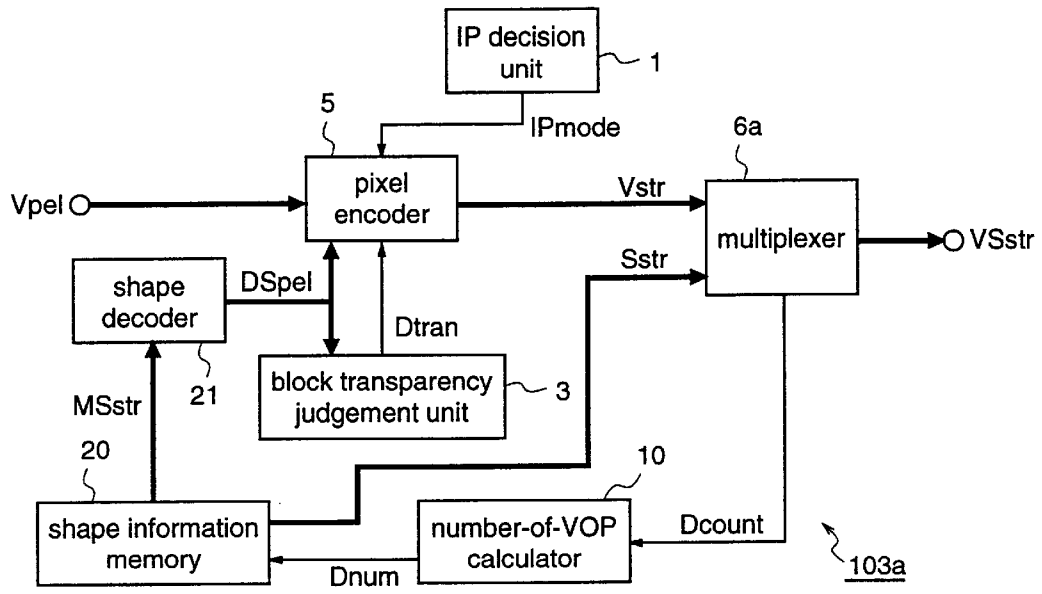 IP decision
unit
1
5
IPmode
6a
pixel
encoder
Vpel
Vstr
multiplexer
VSstr
Sstr
shape
decoder
DSpel
Dtran
21
block transparency
judgement unit
3
MSstr
20
10
shape information
memory
number-of-VOP
calculator
Dcount
Dnum
103a